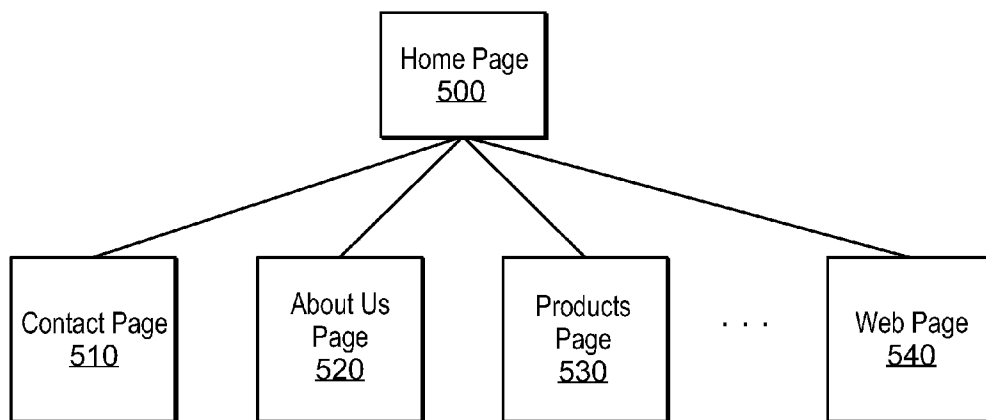 Home Page
500
Contact Page
510
About Us
Page
520
Products
Page
530
. . .
Web Page
540